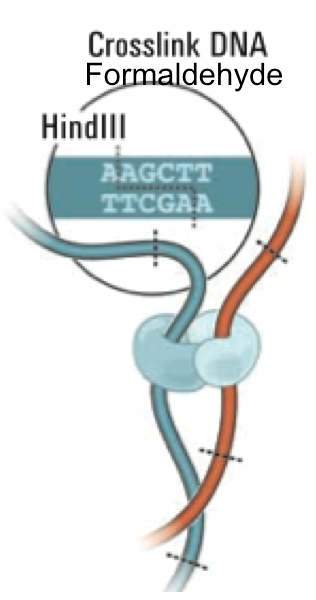 Crosslink DNA
Formaldehyde
HindIII
AAGCTT
TTCGAA